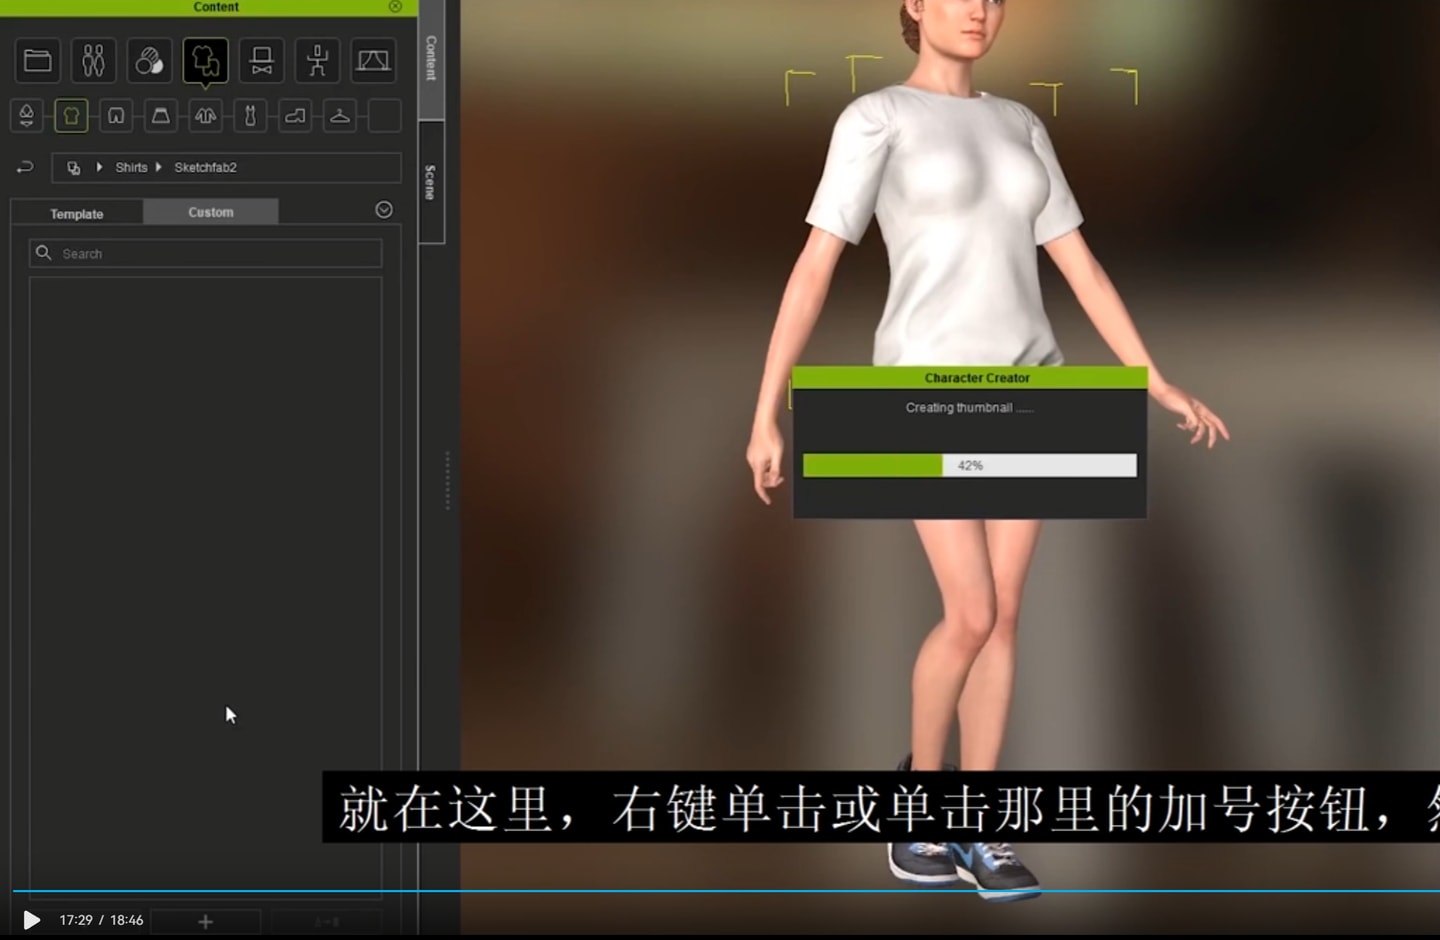 Content
Content
Scene
Shirts
Sketchfab2
Template
Custom
Search
Character Creator
Creating thumbnail ......
42%
就在这里，右键单击或单击那里的加号按钮，
17:29 / 18:46